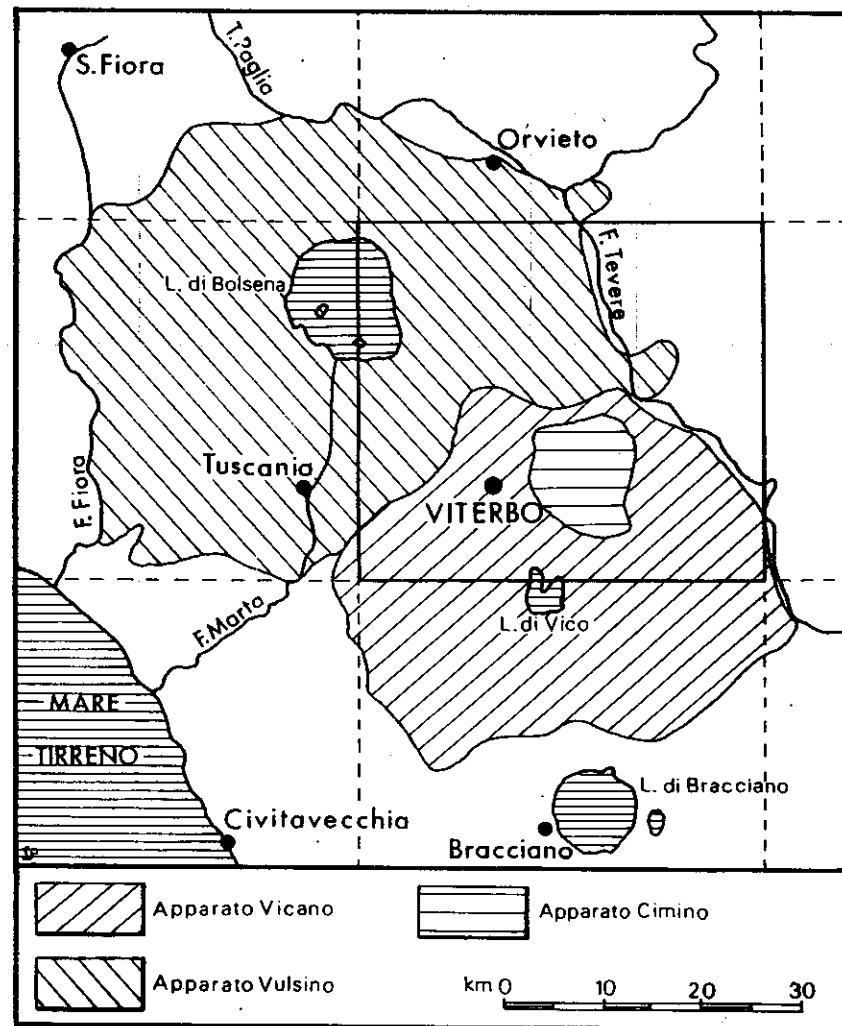 S.Fiora
T.Paglia
Orvieto
F. Tevere
L. di Bolsena
Tuscania
F. Fiora
VITERBO
F.Marta
L. di Vico
MARE
TIRRENO
L. di Bracciano
Civitavecchia
Bracciano
Apparato Vicano
Apparato Cimino
Apparato Vulsino
km 0 10 20 30